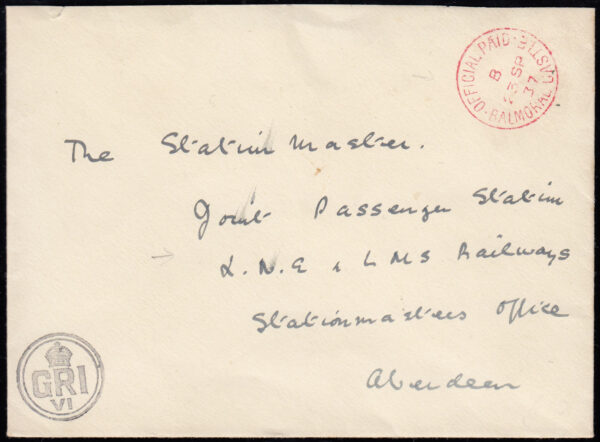 OFFICIAL PAID · BALMORAL CASTLE
B
23 SP
37
The Station Master.
Joint Passenger Station
L.N.E & LMS Railways
Stationmasters Office
Aberdeen
GRI
VI